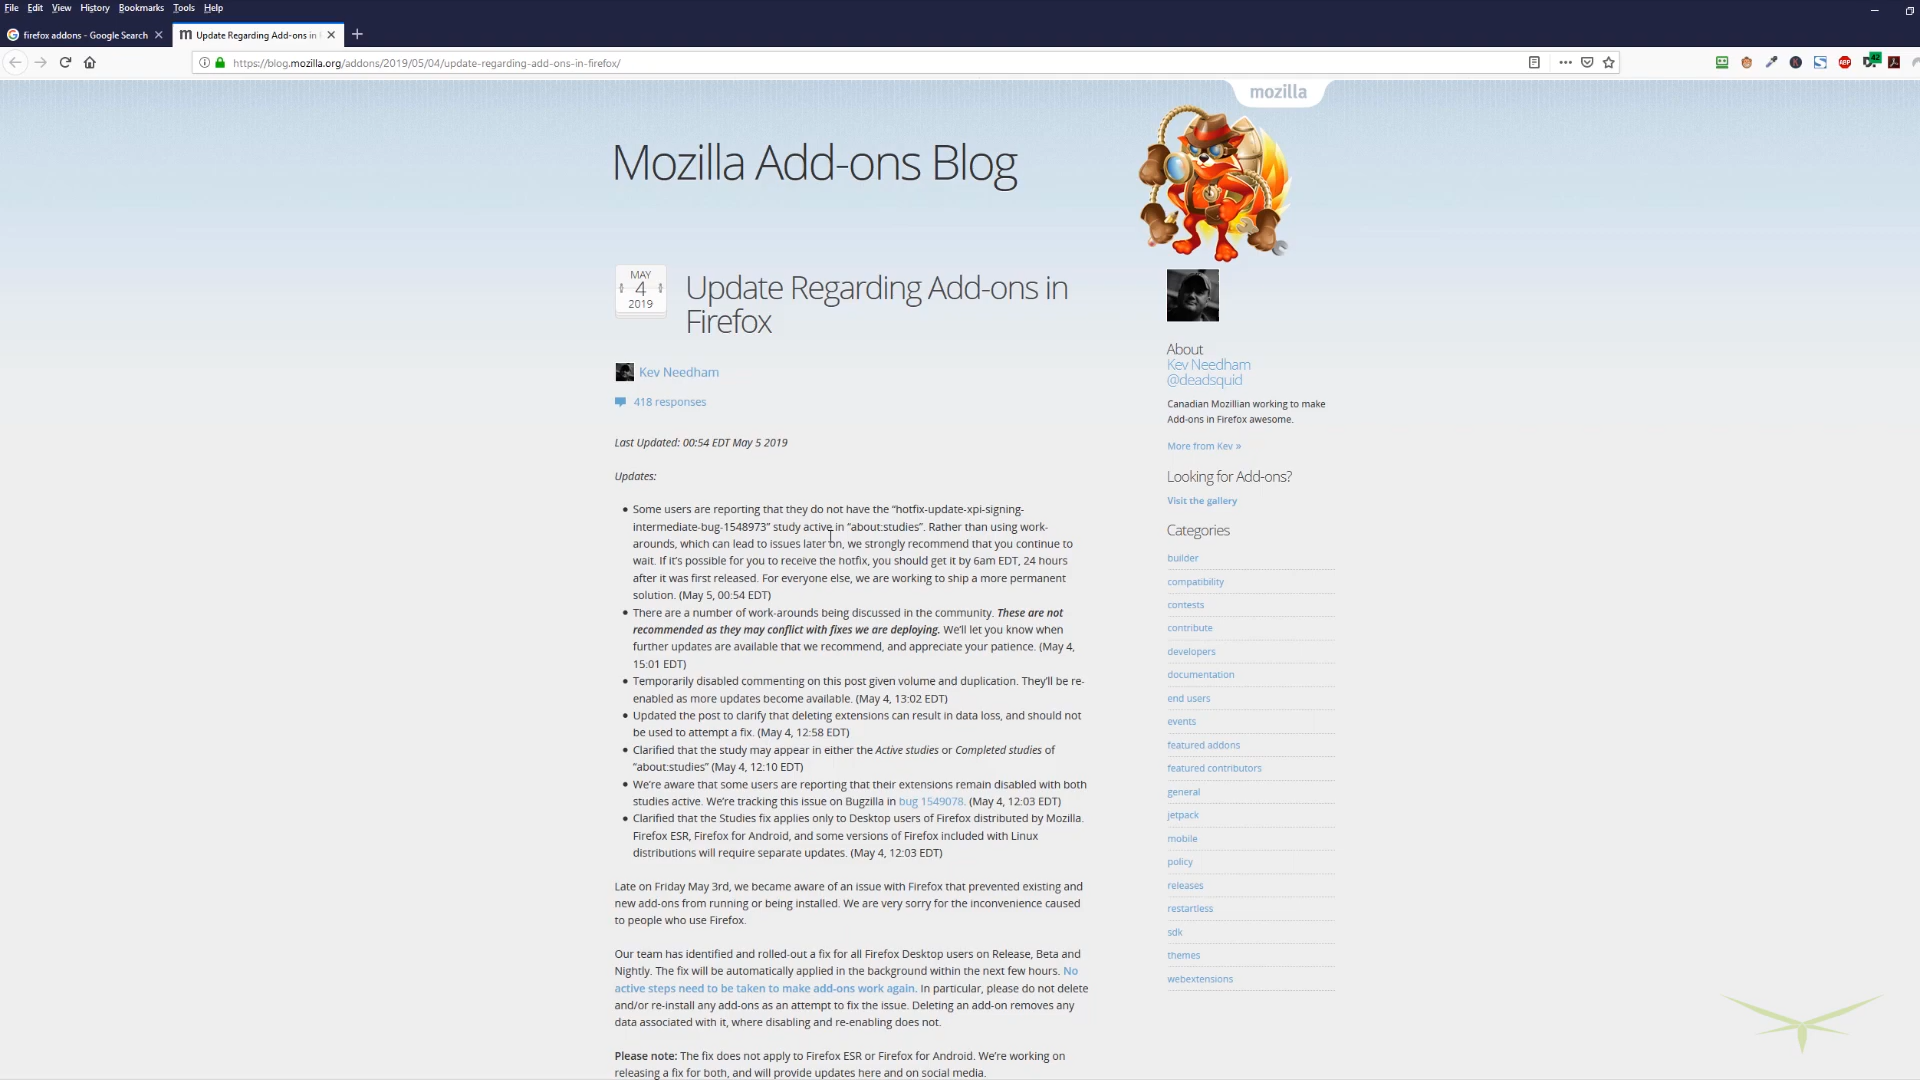 File Edit View History Bookmarks Tools Help
firefox addons - Google Search
Update Regarding Add-ons in
https://blog.mozilla.org/addons/2019/05/04/update-regarding-add-ons-in-firefox/
mozilla
Mozilla Add-ons Blog
MAY
4
2019
Update Regarding Add-ons in
Firefox
Kev Needham
418 responses
Last Updated: 00:54 EDT May 5 2019
Updates:
Some users are reporting that they do not have the “hotfix-update-xpi-signing-
intermediate-bug-1548973” study active in “about:studies”. Rather than using work-
arounds, which can lead to issues later on, we strongly recommend that you continue to
wait. If it’s possible for you to receive the hotfix, you should get it by 6am EDT, 24 hours
after it was first released. For everyone else, we are working to ship a more permanent
solution. (May 5, 00:54 EDT)
There are a number of work-arounds being discussed in the community. These are not
recommended as they may conflict with fixes we are deploying. We’ll let you know when
further updates are available that we recommend, and appreciate your patience. (May 4,
15:01 EDT)
Temporarily disabled commenting on this post given volume and duplication. They’ll be re-
enabled as more updates become available. (May 4, 13:02 EDT)
Updated the post to clarify that deleting extensions can result in data loss, and should not
be used to attempt a fix. (May 4, 12:58 EDT)
Clarified that the study may appear in either the Active studies or Completed studies of
“about:studies” (May 4, 12:10 EDT)
We’re aware that some users are reporting that their extensions remain disabled with both
studies active. We’re tracking this issue on Bugzilla in bug 1549078. (May 4, 12:03 EDT)
Clarified that the Studies fix applies only to Desktop users of Firefox distributed by Mozilla.
Firefox ESR, Firefox for Android, and some versions of Firefox included with Linux
distributions will require separate updates. (May 4, 12:03 EDT)
Late on Friday May 3rd, we became aware of an issue with Firefox that prevented existing and
new add-ons from running or being installed. We are very sorry for the inconvenience caused
to people who use Firefox.
Our team has identified and rolled-out a fix for all Firefox Desktop users on Release, Beta and
Nightly. The fix will be automatically applied in the background within the next few hours. No
active steps need to be taken to make add-ons work again. In particular, please do not delete
and/or re-install any add-ons as an attempt to fix the issue. Deleting an add-on removes any
data associated with it, where disabling and re-enabling does not.
Please note: The fix does not apply to Firefox ESR or Firefox for Android. We’re working on
releasing a fix for both, and will provide updates here and on social media.
About
Kev Needham
@deadsquid
Canadian Mozillian working to make
Add-ons in Firefox awesome.
More from Kev »
Looking for Add-ons?
Visit the gallery
Categories
builder
compatibility
contests
contribute
developers
documentation
end users
events
featured addons
featured contributors
general
jetpack
mobile
policy
releases
restartless
sdk
themes
webextensions